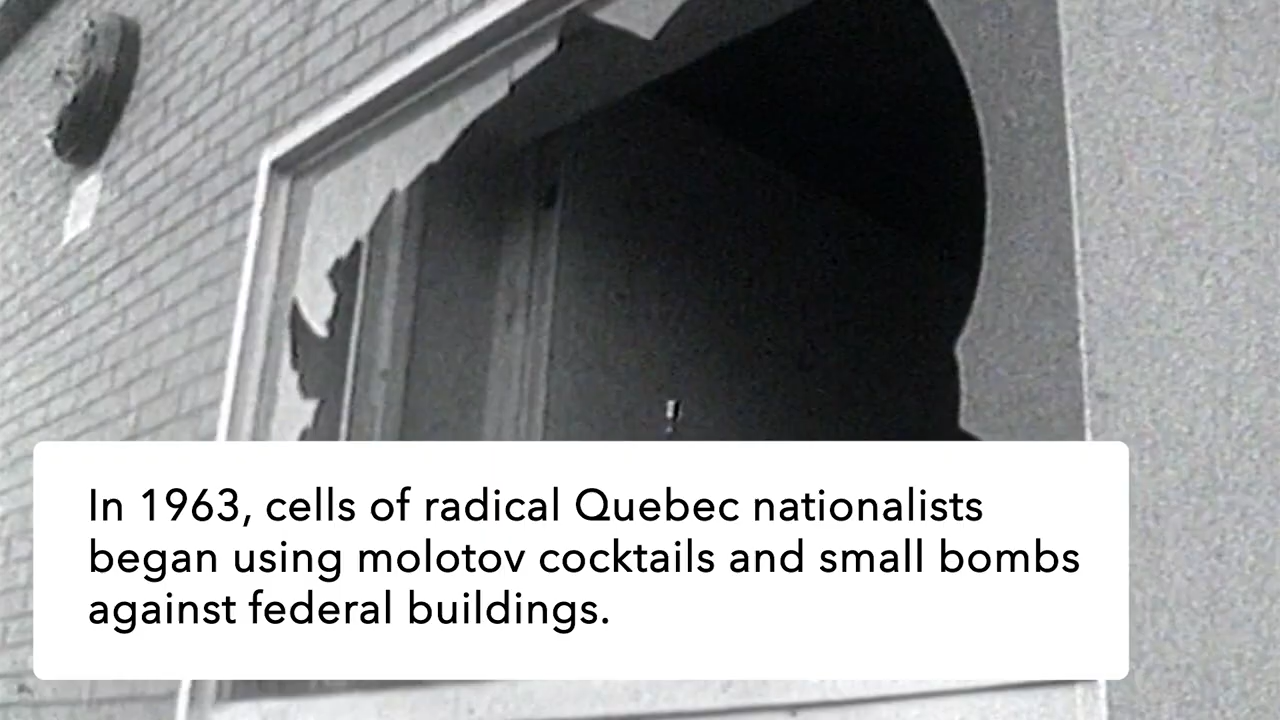 In 1963, cells of radical Quebec nationalists
began using molotov cocktails and small bombs
against federal buildings.